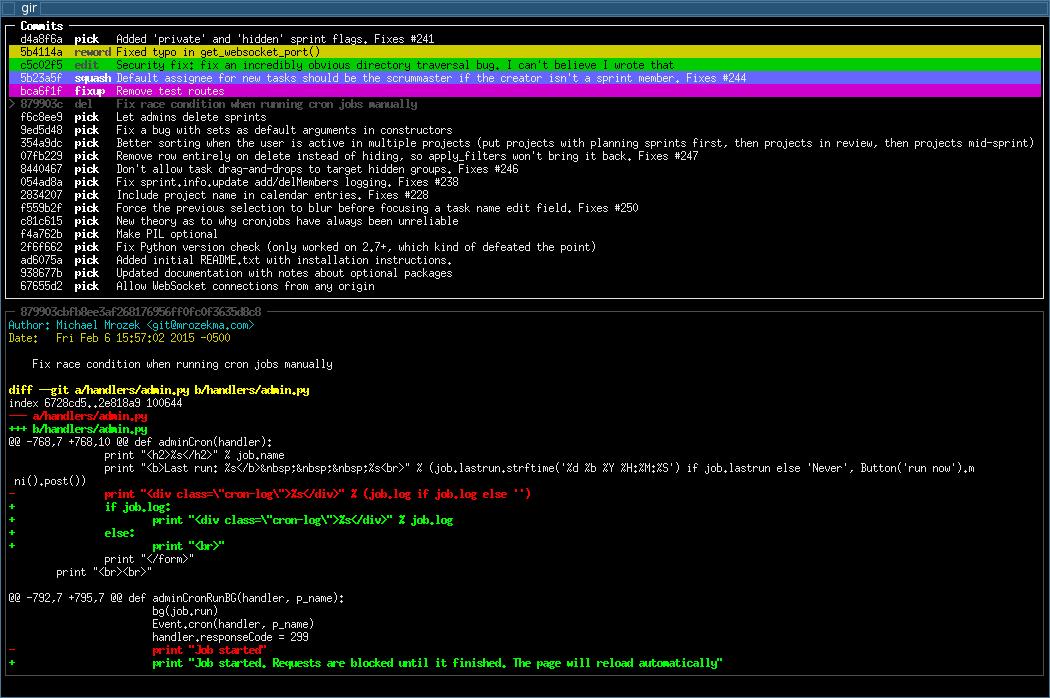 gir
Commits
d4a8f6a pick Added 'private' and 'hidden' sprint flags. Fixes #241
5b4114a reword Fixed typo in get_websocket_port()
c5c02f5 edit Security fix: fix an incredibly obvious directory traversal bug. I can't believe I wrote that
5b23a5f squash Default assignee for new tasks should be the scrummaster if the creator isn't a sprint member. Fixes #244
bca6f1f fixup Remove test routes
> 879903c del Fix race condition when running cron jobs manually
f6c8ee9 pick Let admins delete sprints
9ed5d48 pick Fix a bug with sets as default arguments in constructors
354a9dc pick Better sorting when the user is active in multiple projects (put projects with planning sprints first, then projects in review, then projects mid-sprint)
07fb229 pick Remove row entirely on delete instead of hiding, so apply_filters won't bring it back. Fixes #247
8440467 pick Don't allow task drag-and-drops to target hidden groups. Fixes #246
054ad8a pick Fix sprint.info.update add/delMembers logging. Fixes #238
2834207 pick Include project name in calendar entries. Fixes #228
f559b2f pick Force the previous selection to blur before focusing a task name edit field. Fixes #250
c81c615 pick New theory as to why cronjobs have always been unreliable
f4a762b pick Make PIL optional
2f6f662 pick Fix Python version check (only worked on 2.7+, which kind of defeated the point)
ad6075a pick Added initial README.txt with installation instructions.
938677b pick Updated documentation with notes about optional packages
67655d2 pick Allow WebSocket connections from any origin
879903cbfb8ee3af268176956ff0fc0f3635d8c8
Author: Michael Mrozek <git@mrozekma.com>
Date: Fri Feb 6 15:57:02 2015 -0500
Fix race condition when running cron jobs manually
diff --git a/handlers/admin.py b/handlers/admin.py
index 6728cd5..2e818a9 100644
--- a/handlers/admin.py
+++ b/handlers/admin.py
@@ -768,7 +768,10 @@ def adminCron(handler):
print "<h2>%s</h2>" % job.name
print "<b>Last run: %s</b>&nbsp;&nbsp;&nbsp;%s<br>" % (job.lastrun.strftime('%d %b %Y %H:%M:%S') if job.lastrun else 'Never', Button('run now').m
ni().post())
- print "<div class=\"cron-log\">%s</div>" % (job.log if job.log else '')
+ if job.log:
+ print "<div class=\"cron-log\">%s</div>" % job.log
+ else:
+ print "<br>"
print "</form>"
print "<br><br>"
@@ -792,7 +795,7 @@ def adminCronRunBG(handler, p_name):
bg(job.run)
Event.cron(handler, p_name)
handler.responseCode = 299
- print "Job started"
+ print "Job started. Requests are blocked until it finished. The page will reload automatically"